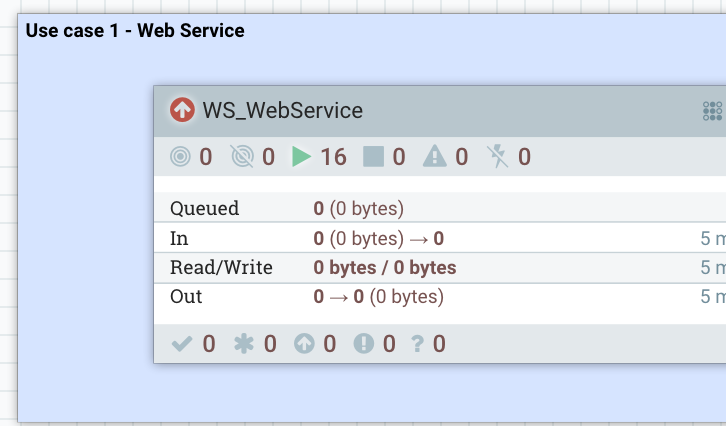 Use case 1 - Web Service
WS_WebService
0 0 16 0 0 0
Queued 0 (0 bytes)
In 0 (0 bytes) → 0 5 m
Read/Write 0 bytes / 0 bytes 5 m
Out 0 → 0 (0 bytes) 5 m
0 0 0 0 ? 0